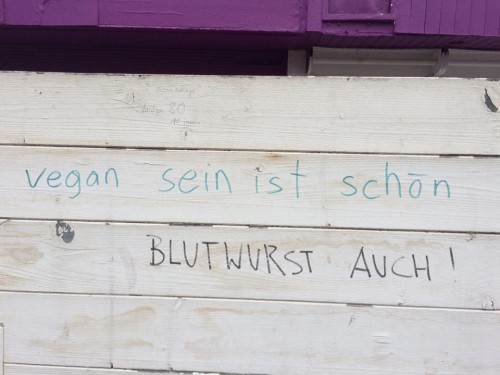 vegan sein ist schön
BLUTWURST AUCH!